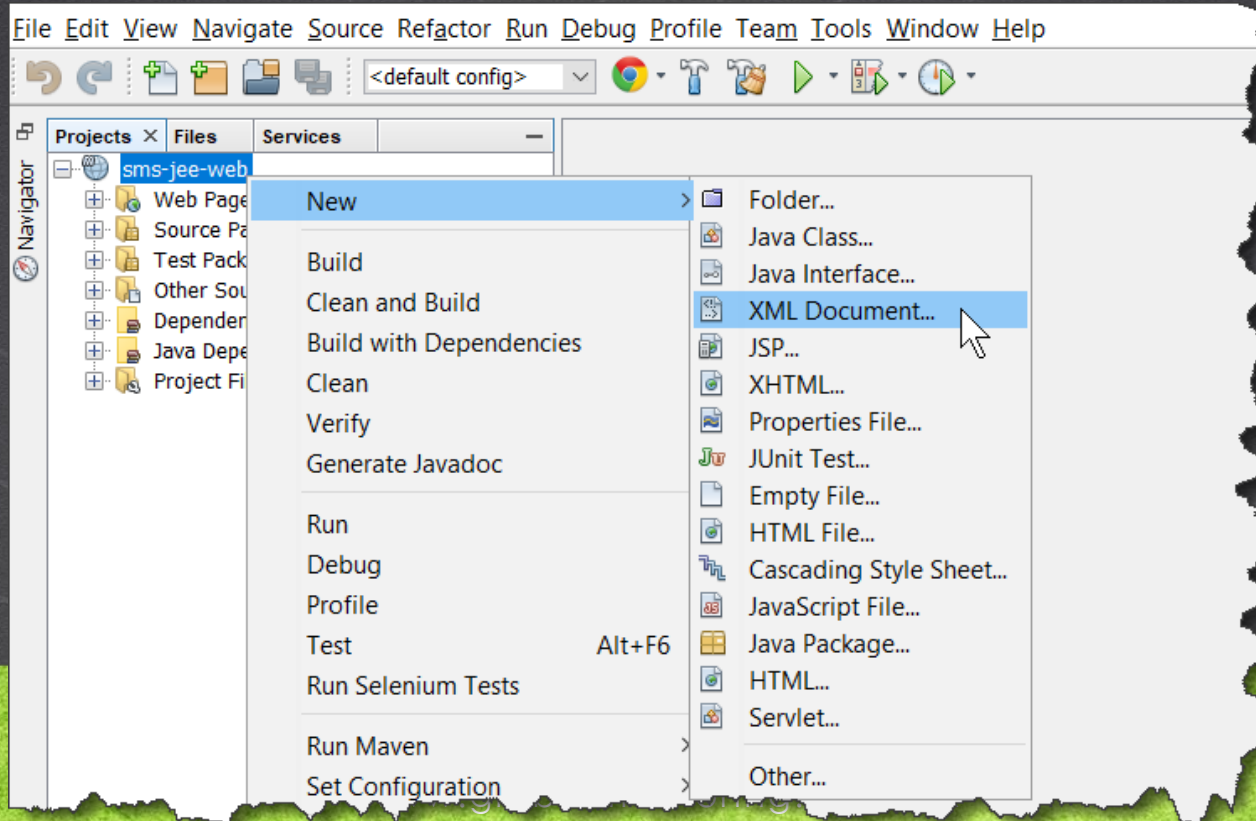 File Edit View Navigate Source Refactor Run Debug Profile Team Tools Window Help
<default config>
Projects × Files Services
Navigator
sms-jee-web
Web Page
Source Pa
Test Pack
Other Sou
Depender
Java Depe
Project Fi
New
Build
Clean and Build
Build with Dependencies
Clean
Verify
Generate Javadoc
Run
Debug
Profile
Test Alt+F6
Run Selenium Tests
Run Maven
Set Configuration
Folder...
Java Class...
Java Interface...
XML Document...
JSP...
XHTML...
Properties File...
JUnit Test...
Empty File...
HTML File...
Cascading Style Sheet...
JavaScript File...
Java Package...
HTML...
Servlet...
Other...